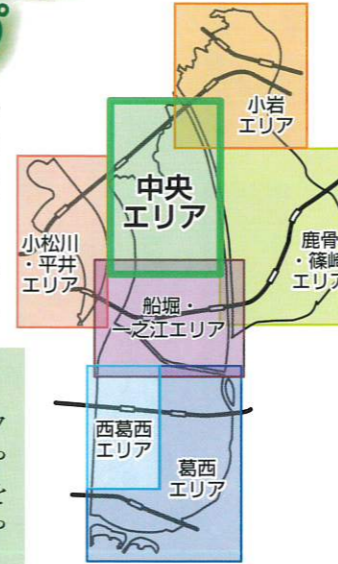 プ
小岩
エリア
中央
エリア
小松川
・平井
エリア
鹿骨
・篠崎
エリア
船堀・
一之江エリア
西葛西
エリア
葛西
エリア